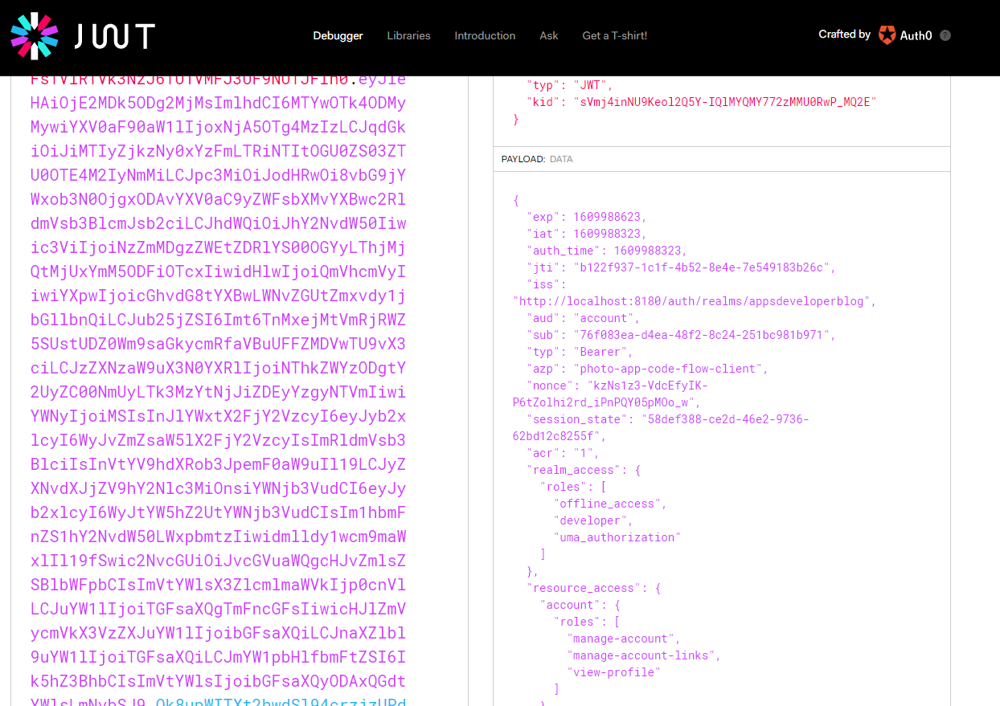 JWT
Debugger
Libraries
Introduction
Ask
Get a T-shirt!
Crafted by
Auth0
?
.eyJle
HAiOjE2MDk5ODg2MjMsImlhdCI6MTYwOTk4ODMy
MywiYXV0aF90aW1lIjoxNjA5OTg4MzIzLCJqdGk
iOiJiMTIyZjkzNy0xYzFmLTRiNTItOGU0ZS03ZT
U0OTE4M2IyNmMiLCJpc3MiOiJodHRwOi8vbG9jY
Wxob3N0OjgxODAvYXV0aC9yZWFsbXMvYXBwc2Rl
dmVsb3BlcmJsb2ciLCJhdWQiOiJhY2NvdW50Iiw
ic3ViIjoiNzZmMDgzZWEtZDRlYS00OGYyLThjMj
QtMjUxYmM5ODFiOTcxIiwidHlwIjoiQmVhcmVyI
iwiYXpwIjoicGhvdG8tYXBwLWNvZGUtZmxvdy1j
bGllbnQiLCJub25jZSI6Imt6TnMxejMtVmRjRWZ
5SUstUDZ0Wm9saGkycmRfaVBuUFFZMDVwTU9vX3
ciLCJzZXNzaW9uX3N0YXRlIjoiNThkZWYzODgtY
2UyZC00NmUyLTk3MzYtNjJiZDEyYzgyNTVmIiwi
YWNyIjoiMSIsInJlYWxtX2FjY2VzcyI6eyJyb2x
lcyI6WyJvZmZsaW5lX2FjY2VzcyIsImRldmVsb3
BlciIsInVtYV9hdXRob3JpemF0aW9uIl19LCJyZ
XNvdXJjZV9hY2Nlc3MiOnsiYWNjb3VudCI6eyJy
b2xlcyI6WyJtYW5hZ2UtYWNjb3VudCIsIm1hbmF
nZS1hY2NvdW50LWxpbmtzIiwidmlldy1wcm9maW
xlIl19fSwic2NvcGUiOiJvcGVuaWQgcHJvZmlsZ
SBlbWFpbCIsImVtYWlsX3ZlcmlmaWVkIjp0cnVl
LCJuYW1lIjoiTGFsaXQgTmFncGFsIiwicHJlZmV
ycmVkX3VzZXJuYW1lIjoibGFsaXQiLCJnaXZlbl
9uYW1lIjoiTGFsaXQiLCJmYW1pbHlfbmFtZSI6I
k5hZ3BhbCIsImVtYWlsIjoibGFsaXQyODAxQGdt
"typ": "JWT",
"kid": "sVmj4inNU9Keol2Q5Y-IQlMYQMY772zMMU0RwP_MQ2E"
}
PAYLOAD: DATA
{
"exp": 1609988623,
"iat": 1609988323,
"auth_time": 1609988323,
"jti": "b122f937-1c1f-4b52-8e4e-7e549183b26c",
"iss":
"http://localhost:8180/auth/realms/appsdeveloperblog",
"aud": "account",
"sub": "76f083ea-d4ea-48f2-8c24-251bc981b971",
"typ": "Bearer",
"azp": "photo-app-code-flow-client",
"nonce": "kzNs1z3-VdcEfyIK-
P6tZolhi2rd_iPnPQY05pMOo_w",
"session_state": "58def388-ce2d-46e2-9736-
62bd12c8255f",
"acr": "1",
"realm_access": {
"roles": [
"offline_access",
"developer",
"uma_authorization"
]
},
"resource_access": {
"account": {
"roles": [
"manage-account",
"manage-account-links",
"view-profile"
]